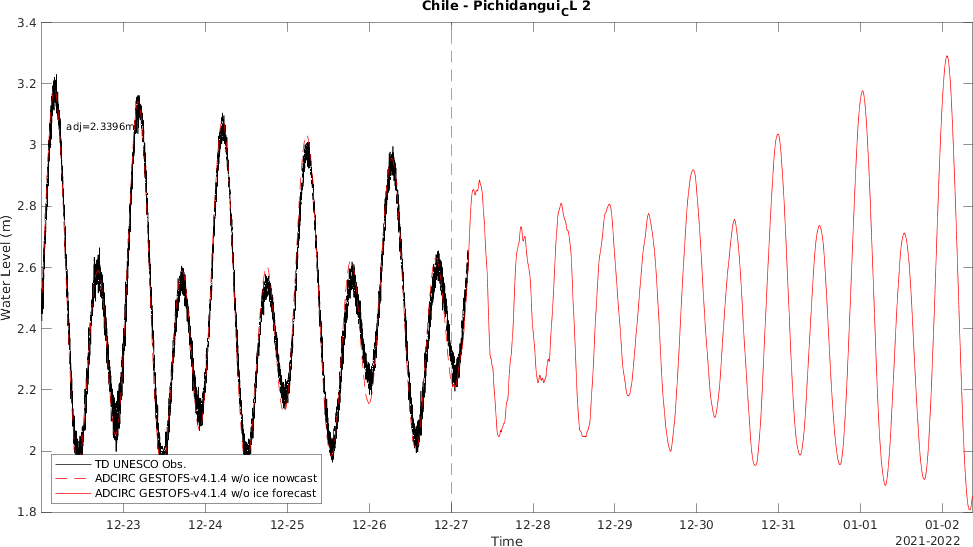 Chile - Pichidangui_CL 2
3.4
3.2
3
2.8
2.6
2.4
2.2
2
1.8
Water Level (m)
adj=2.3396m
TD UNESCO Obs.
ADCIRC GESTOFS-v4.1.4 w/o ice nowcast
ADCIRC GESTOFS-v4.1.4 w/o ice forecast
12-23 12-24 12-25 12-26 12-27 12-28 12-29 12-30 12-31 01-01 01-02
Time
2021-2022